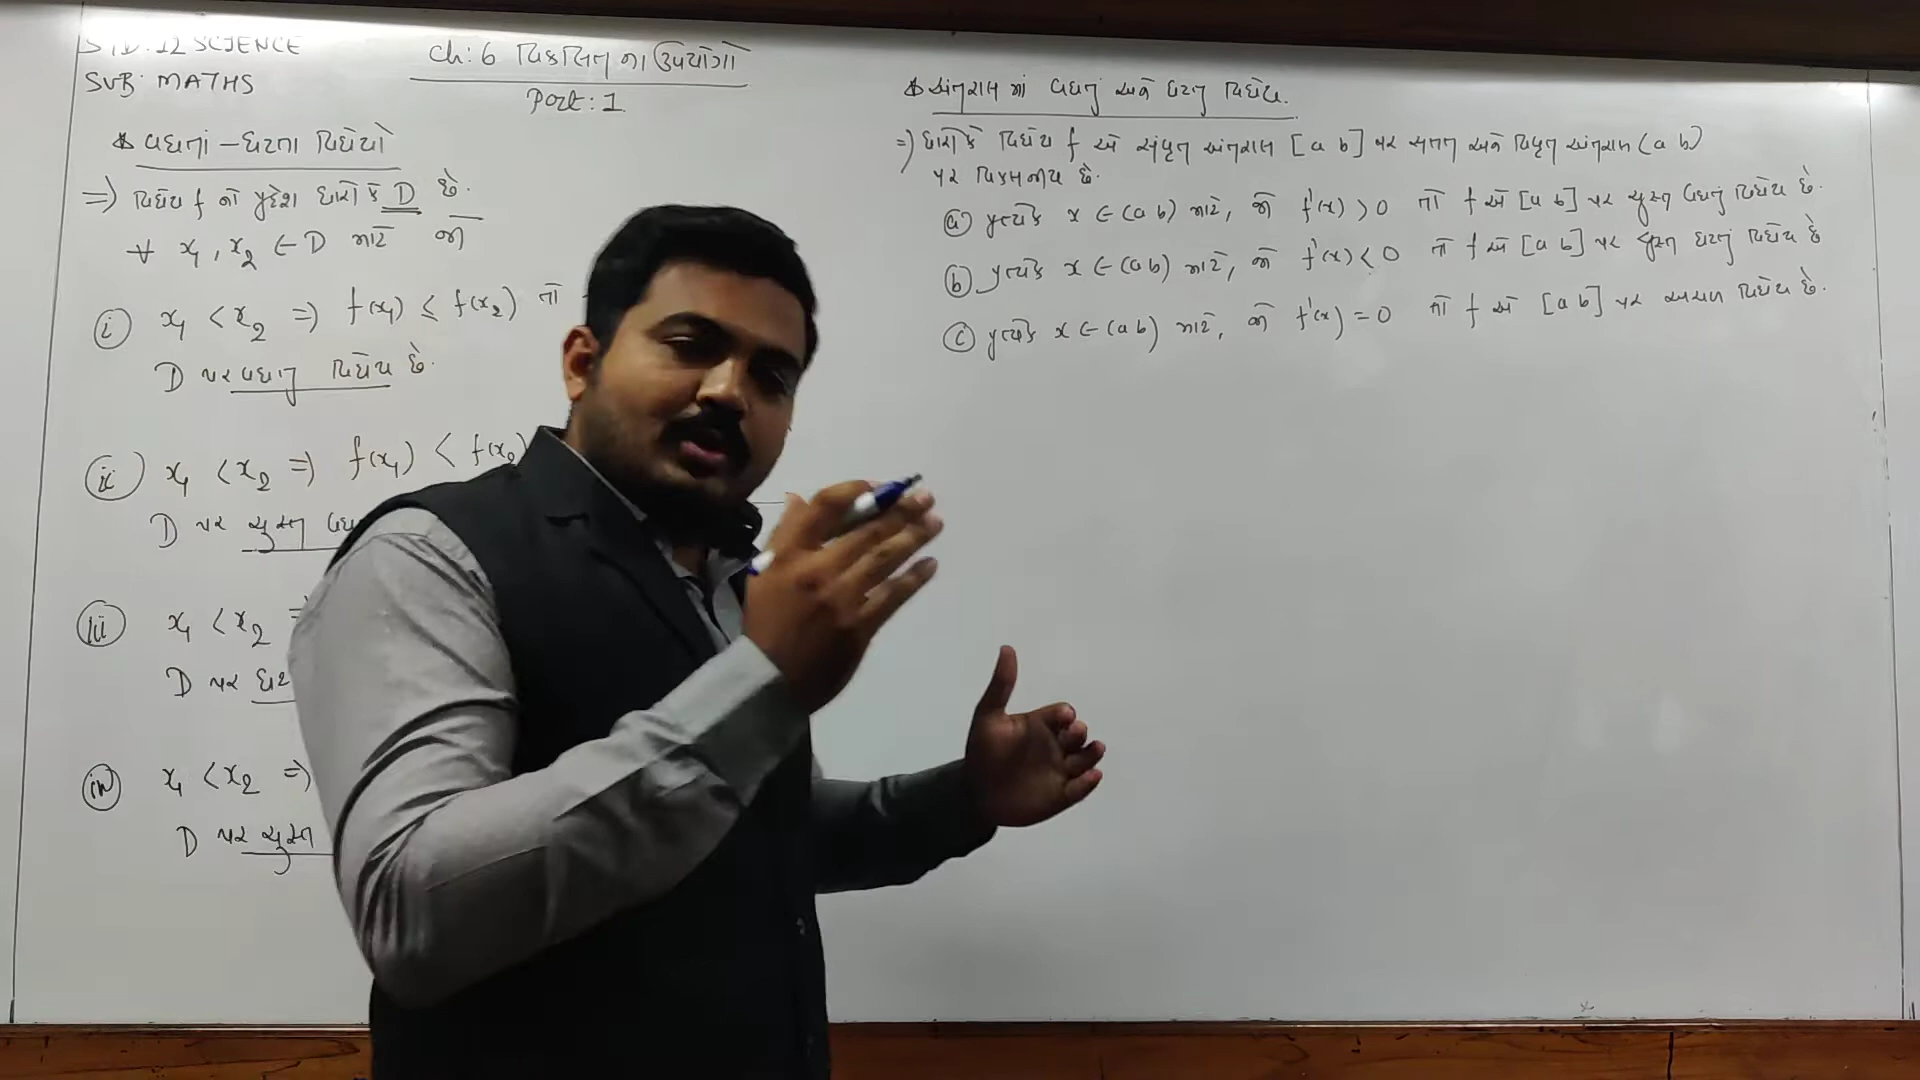 STD: 12 SCIENCE
SUB: MATHS
Ch: 6 વિકલિત ના ઉપયોગો
Part: 1
* વધતાં - ઘટતા વિધેયો
⇒) વિધેય f નો પ્રદેશ ધારોકે D છે.
∀ x₁, x₂ ∈ D માટે જો
(i) x₁ < x₂ ⇒) f(x₁) ≤ f(x₂) તો
D પર વધતુ વિધેય છે.
(ii) x₁ < x₂ ⇒) f(x₁) < f(x₂)
D પર ચુસ્ત વધ
(iii) x₁ < x₂ =
D પર ઘટ
(iv) x₁ < x₂ ⇒)
D પર ચુસ્ત
* અંતરાલ માં વધતું અને ઘટતુ વિધેય.
⇒) ધારોકે વિધેય f એ સંવૃત અંતરાલ [a b] પર સતત અને વિવૃત અંતરાલ (a b)
પર વિકલનીય છે.
(a) પ્રત્યેક x ∈ (a b) માટે, જો f'(x) > 0 તો f એ [a b] પર ચુસ્ત વધતું વિધેય છે.
(b) પ્રત્યેક x ∈ (a b) માટે, જો f'(x) < 0 તો f એ [a b] પર ચુસ્ત ઘટતું વિધેય છે
(c) પ્રત્યેક x ∈ (a b) માટે, જો f'(x) = 0 તો f એ [a b] પર અચળ વિધેય છે.